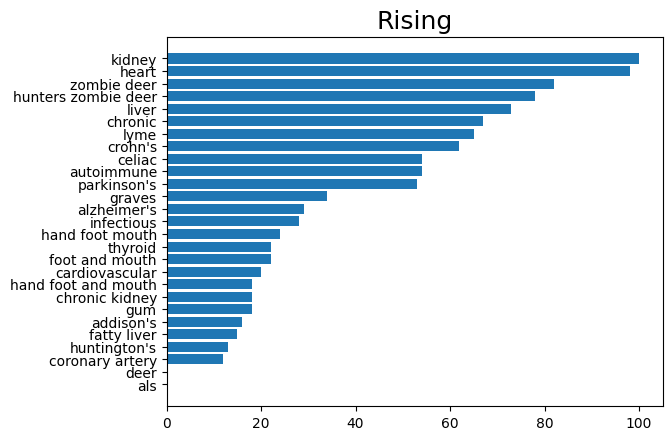 Rising
kidney
heart
zombie deer
hunters zombie deer
liver
chronic
lyme
crohn's
celiac
autoimmune
parkinson's
graves
alzheimer's
infectious
hand foot mouth
thyroid
foot and mouth
cardiovascular
hand foot and mouth
chronic kidney
gum
addison's
fatty liver
huntington's
coronary artery
deer
als
0 20 40 60 80 100